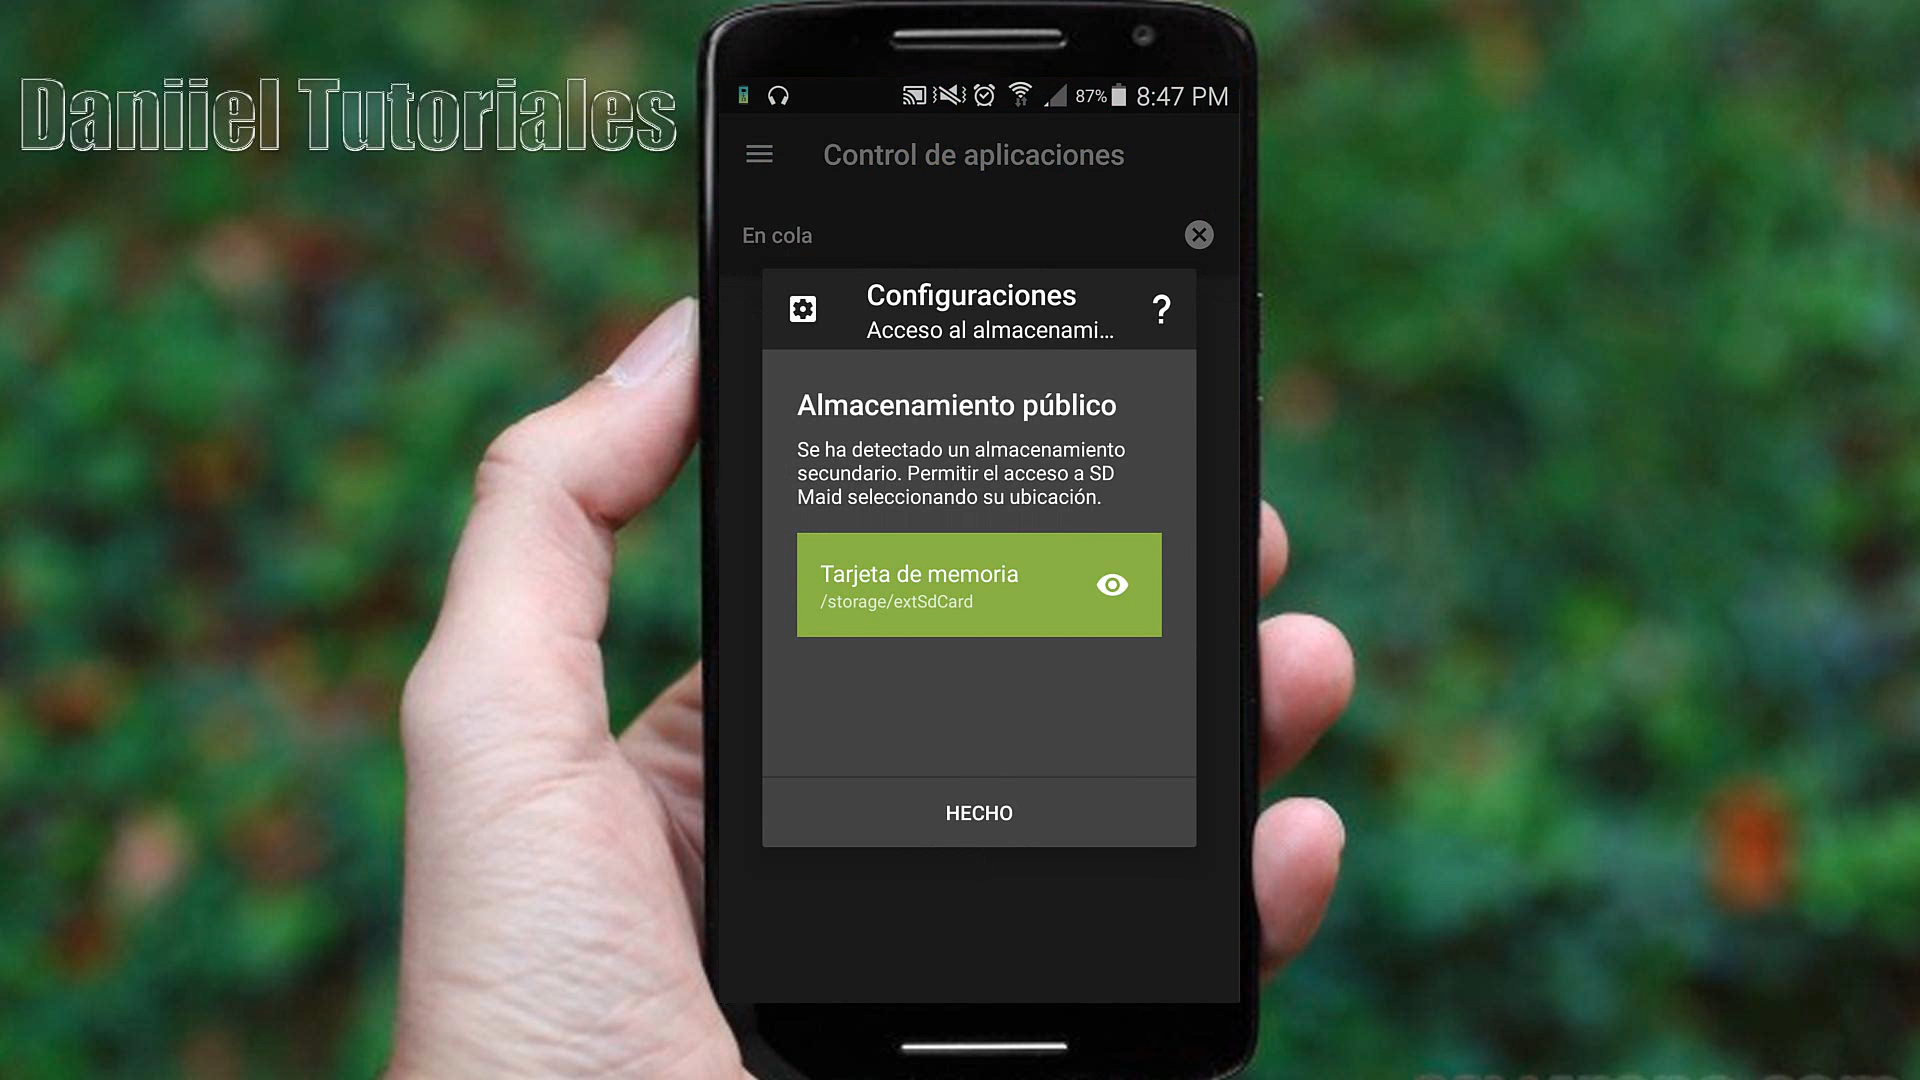 Daniiel Tutoriales
87% 8:47 PM
Control de aplicaciones
En cola
Configuraciones
Acceso al almacenami...
?
Almacenamiento público
Se ha detectado un almacenamiento
secundario. Permitir el acceso a SD
Maid seleccionando su ubicación.
Tarjeta de memoria
/storage/extSdCard
HECHO